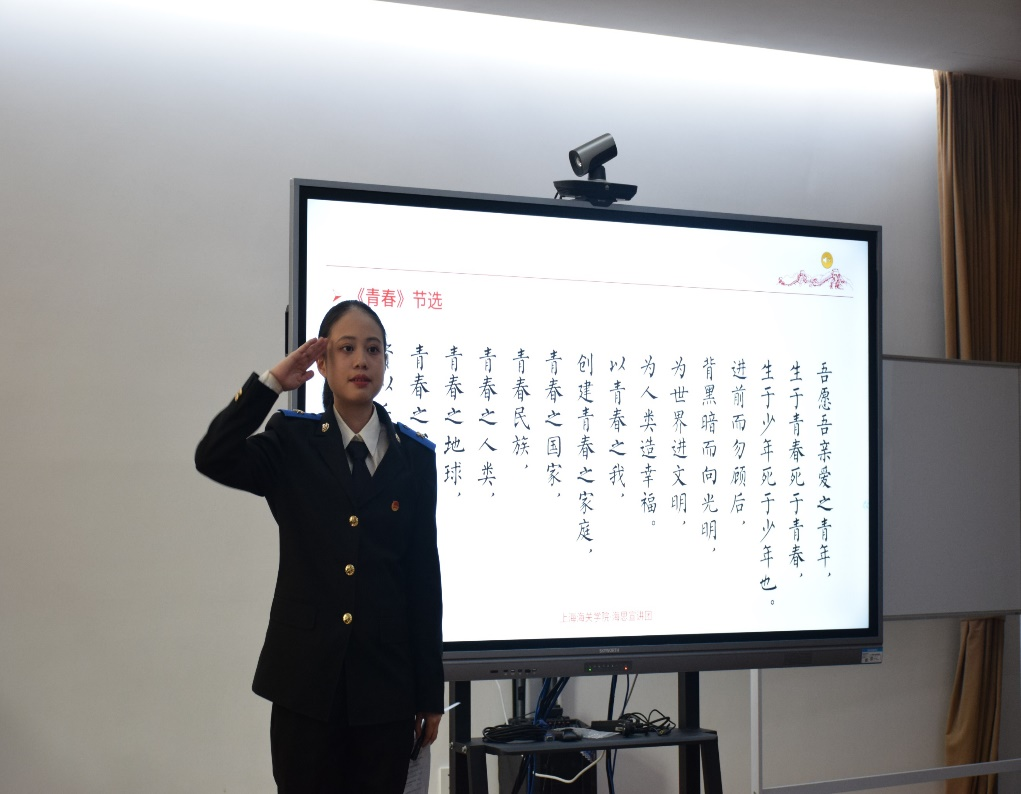 《青春》节选
吾愿吾亲爱之青年，
生于青春死于青春，
生于少年死于少年也。
进前而勿顾后，
背黑暗而向光明，
为世界进文明，
为人类造幸福。
以青春之我，
创建青春之家庭，
青春之国家，
青春民族，
青春之人类，
青春之地球，
青春之
上海海关学院